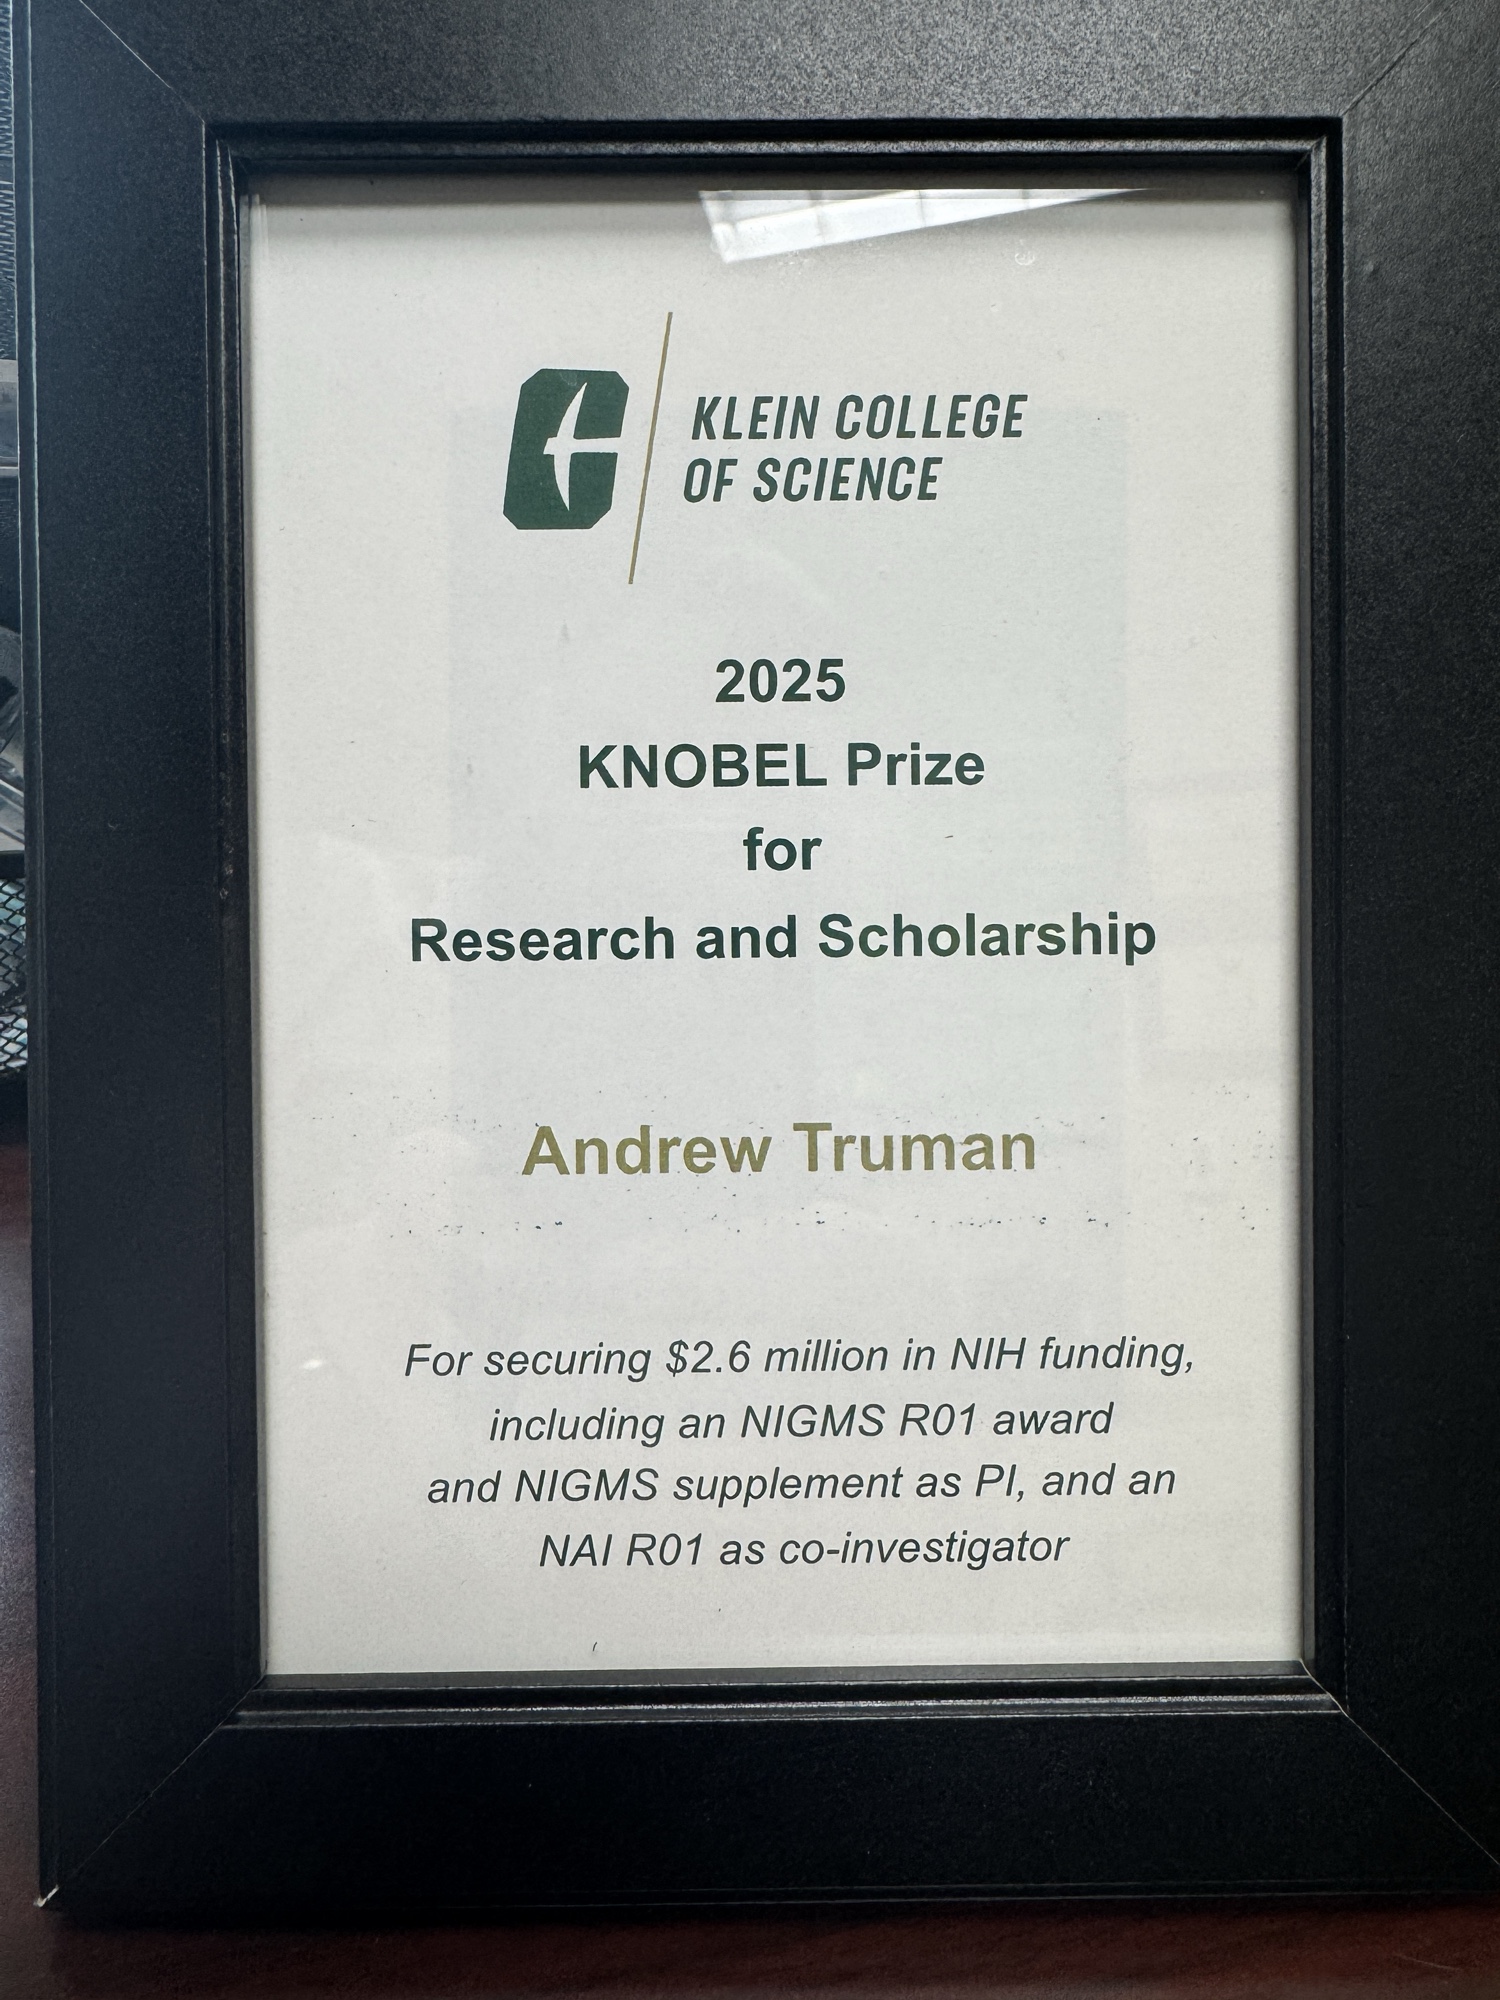 KLEIN COLLEGE
OF SCIENCE
2025
KNOBEL Prize
for
Research and Scholarship
Andrew Truman
For securing $2.6 million in NIH funding,
including an NIGMS R01 award
and NIGMS supplement as PI, and an
NAI R01 as co-investigator